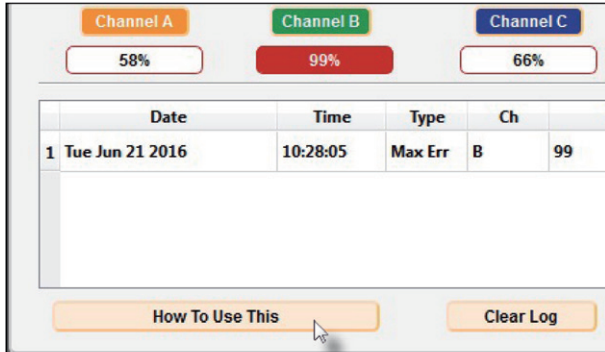 Channel A Channel B Channel C
58% 99% 66%
Date Time Type Ch
1 Tue Jun 21 2016 10:28:05 Max Err B 99
How To Use This Clear Log